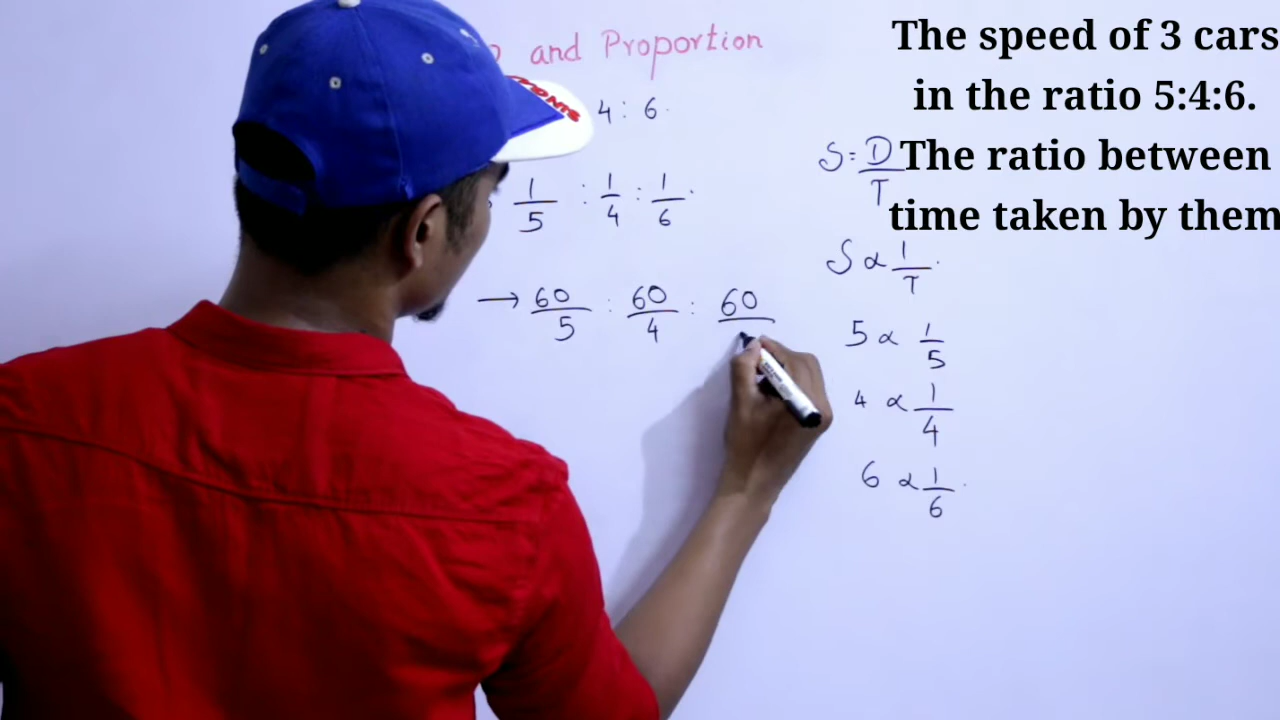 and Proportion
4 : 6.
1/5 : 1/4 : 1/6.
→ 60/5 : 60/4 : 60/
S = D/T
S ∝ 1/T.
5 ∝ 1/5
4 ∝ 1/4
6 ∝ 1/6.
The speed of 3 cars
in the ratio 5:4:6.
The ratio between
time taken by them